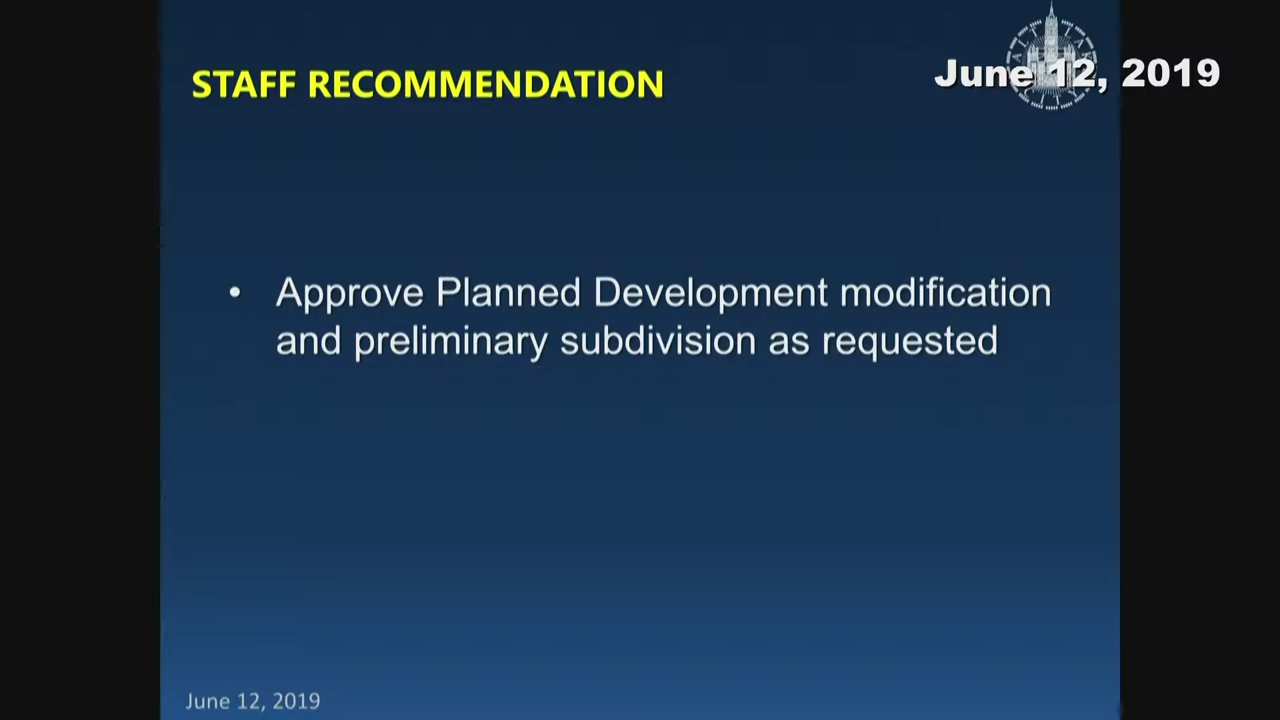 STAFF RECOMMENDATION
June 12, 2019
• Approve Planned Development modification
and preliminary subdivision as requested
June 12, 2019